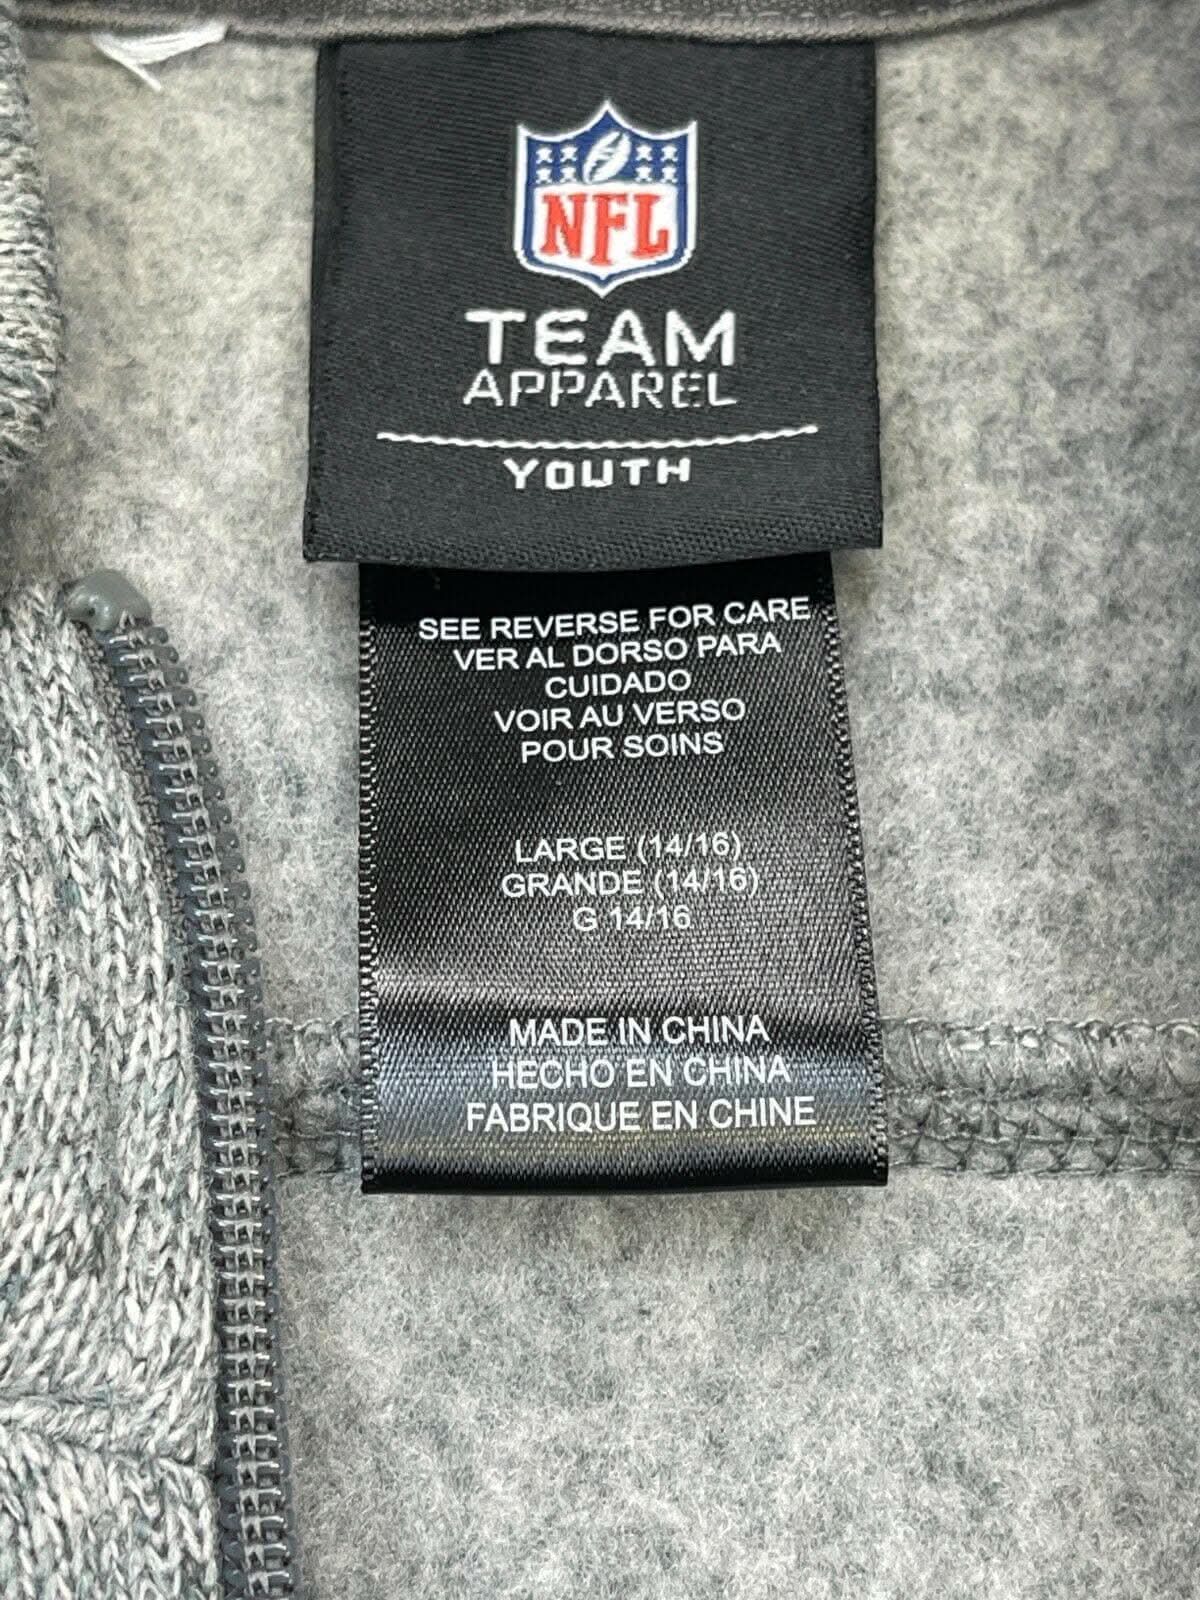 NFL
TEAM
APPAREL
YOUTH
SEE REVERSE FOR CARE
VER AL DORSO PARA
CUIDADO
VOIR AU VERSO
POUR SOINS
LARGE (14/16)
GRANDE (14/16)
G 14/16
MADE IN CHINA
HECHO EN CHINA
FABRIQUE EN CHINE